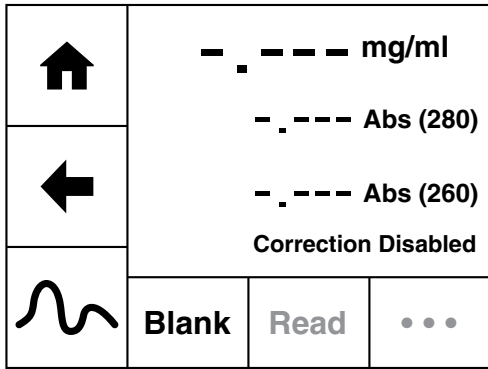 -.--- mg/ml
-.--- Abs (280)
-.--- Abs (260)
Correction Disabled
Blank Read •••